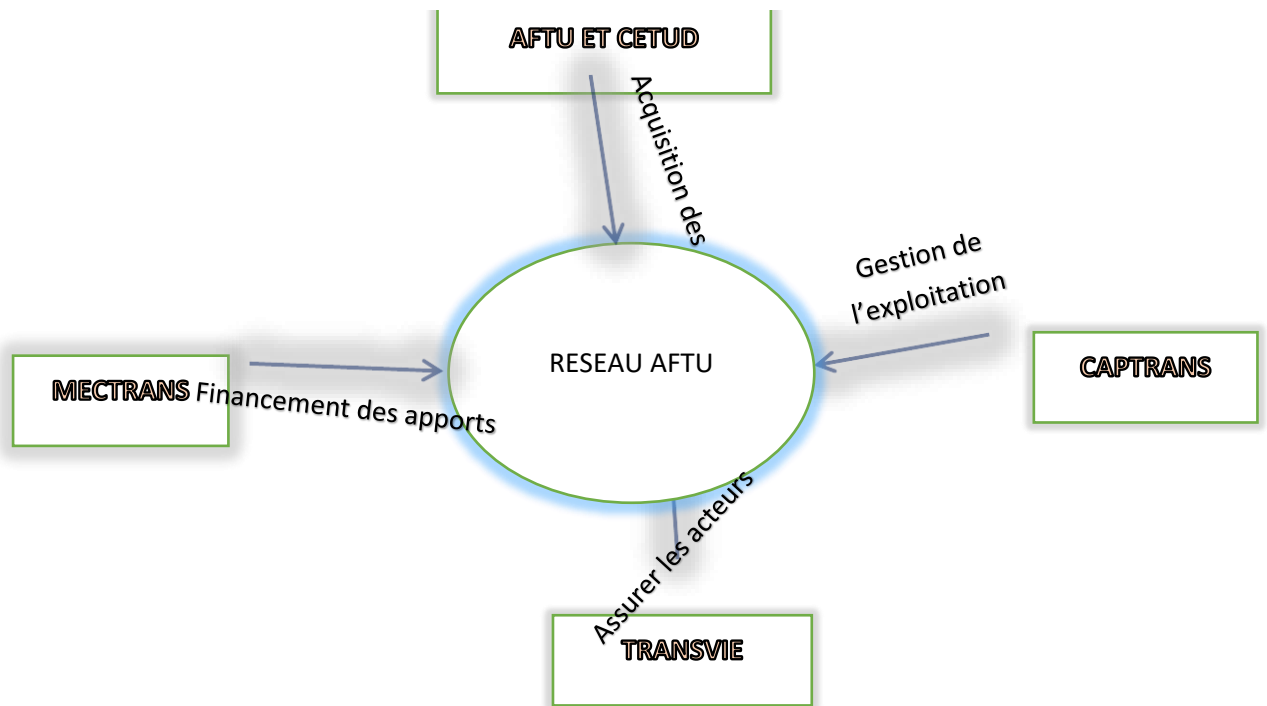 AFTU ET CETUD
Acquisition des
Gestion de
l'exploitation
RESEAU AFTU
MECTRANS
Financement des apports
CAPTRANS
Assurer les acteurs
TRANSVIE